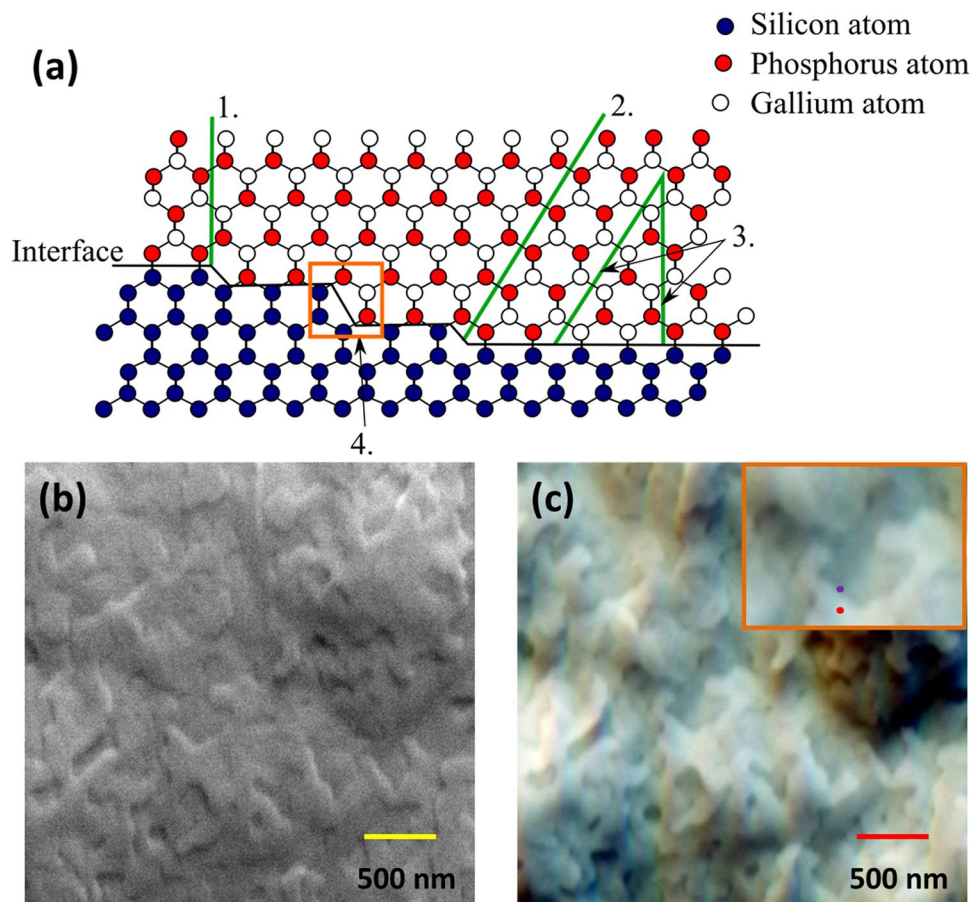 (a)
Silicon atom
Phosphorus atom
Gallium atom
1.
2.
3.
Interface
4.
(b)
500 nm
(c)
500 nm